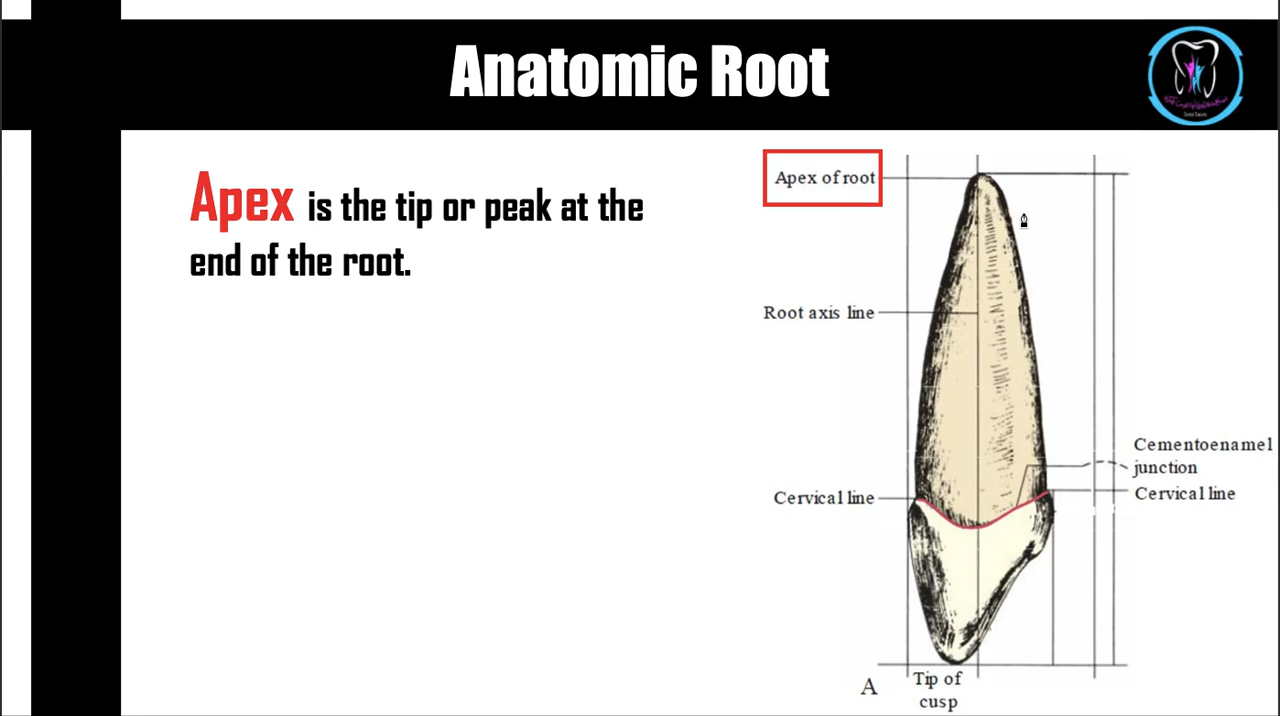 Anatomic Root
Apex is the tip or peak at the
end of the root.
Apex of root
Root axis line
Cementoenamel
junction
Cervical line
Cervical line
A
Tip of
cusp